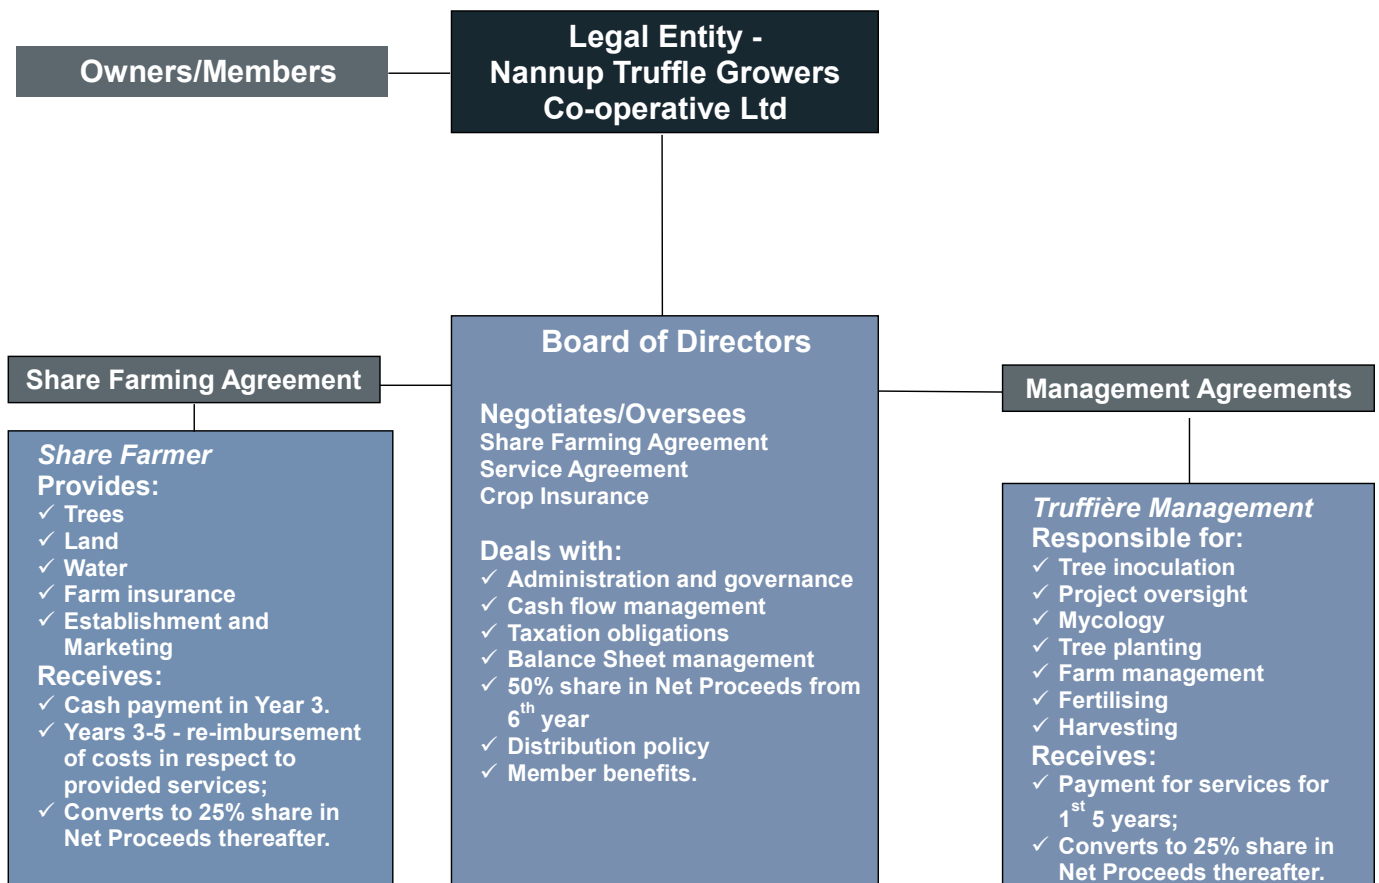 Owners/Members
Legal Entity -
Nannup Truffle Growers
Co-operative Ltd
Share Farming Agreement
Share Farmer
Provides:
✓ Trees
✓ Land
✓ Water
✓ Farm insurance
✓ Establishment and
Marketing
Receives:
✓ Cash payment in Year 3.
✓ Years 3-5 - re-imbursement
of costs in respect to
provided services;
✓ Converts to 25% share in
Net Proceeds thereafter.
Board of Directors
Negotiates/Oversees
Share Farming Agreement
Service Agreement
Crop Insurance
Deals with:
✓ Administration and governance
✓ Cash flow management
✓ Taxation obligations
✓ Balance Sheet management
✓ 50% share in Net Proceeds from
6th year
✓ Distribution policy
✓ Member benefits.
Management Agreements
Truffière Management
Responsible for:
✓ Tree inoculation
✓ Project oversight
✓ Mycology
✓ Tree planting
✓ Farm management
✓ Fertilising
✓ Harvesting
Receives:
✓ Payment for services for
1st 5 years;
✓ Converts to 25% share in
Net Proceeds thereafter.